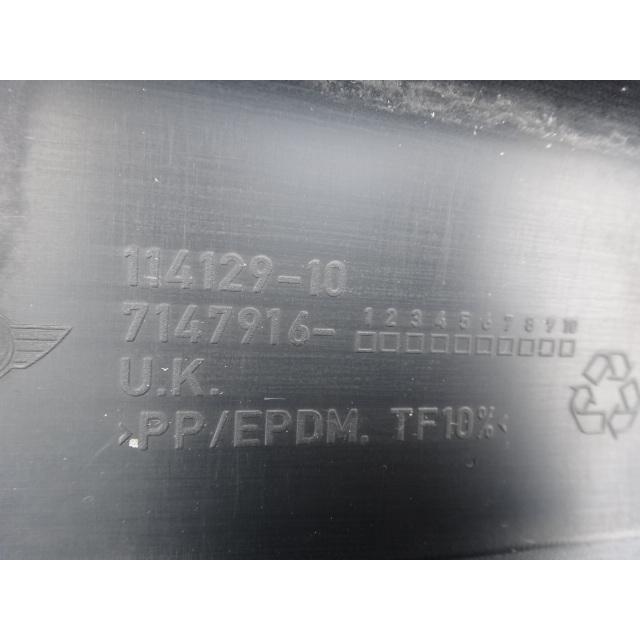 114129-10
1 2 3 4 5 6 7 8 9 10
7147916-
U.K.
>PP/EPDM. TF10%<